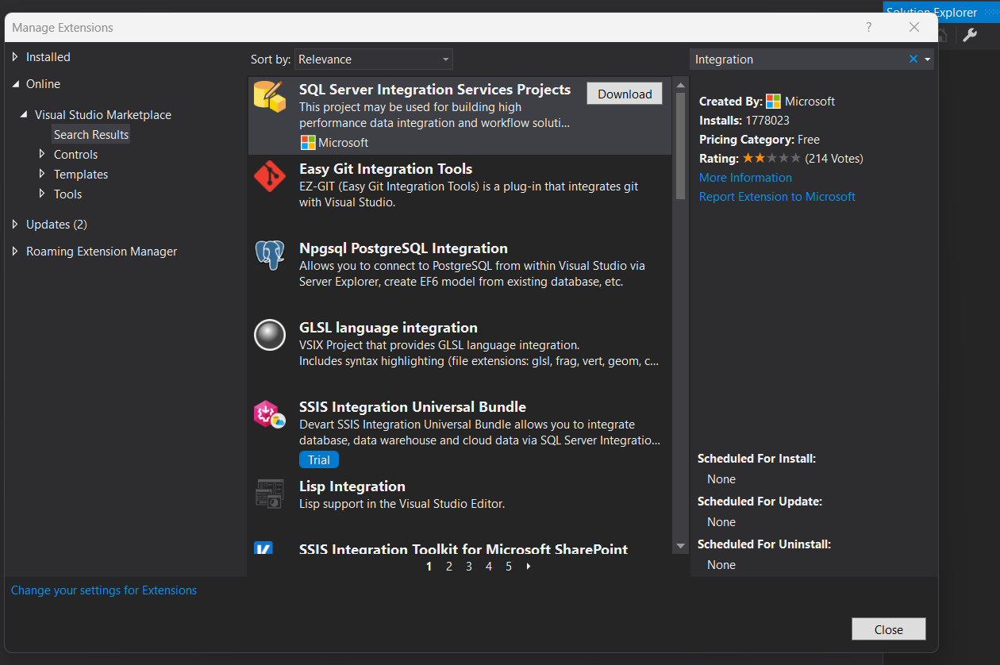 Solution Explorer
Manage Extensions
?
Installed
Online
Visual Studio Marketplace
Search Results
Controls
Templates
Tools
Updates (2)
Roaming Extension Manager
Change your settings for Extensions
Sort by: Relevance
SQL Server Integration Services Projects
Download
This project may be used for building high
performance data integration and workflow soluti...
Microsoft
Easy Git Integration Tools
EZ-GIT (Easy Git Integration Tools) is a plug-in that integrates git
with Visual Studio.
Npgsql PostgreSQL Integration
Allows you to connect to PostgreSQL from within Visual Studio via
Server Explorer, create EF6 model from existing database, etc.
GLSL language integration
VSIX Project that provides GLSL language integration.
Includes syntax highlighting (file extensions: glsl, frag, vert, geom, c...
SSIS Integration Universal Bundle
Devart SSIS Integration Universal Bundle allows you to integrate
database, data warehouse and cloud data via SQL Server Integratio...
Trial
Lisp Integration
Lisp support in the Visual Studio Editor.
SSIS Integration Toolkit for Microsoft SharePoint
1 2 3 4 5
Integration
Created By: Microsoft
Installs: 1778023
Pricing Category: Free
Rating: (214 Votes)
More Information
Report Extension to Microsoft
Scheduled For Install:
None
Scheduled For Update:
None
Scheduled For Uninstall:
None
Close